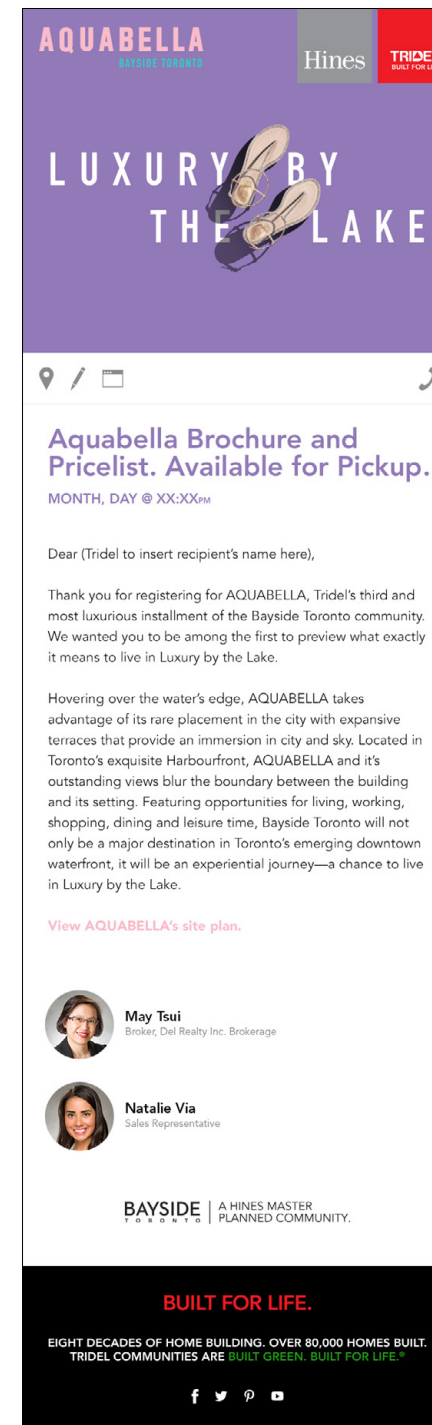 AQUABELLA
BAYSIDE TORONTO
Hines
TRIDE
BUILT FOR LI
LUXURY BY
THE LAKE
Aquabella Brochure and
Pricelist. Available for Pickup.
MONTH, DAY @ XX:XXPM
Dear (Tridel to insert recipient's name here),
Thank you for registering for AQUABELLA, Tridel's third and
most luxurious installment of the Bayside Toronto community.
We wanted you to be among the first to preview what exactly
it means to live in Luxury by the Lake.
Hovering over the water's edge, AQUABELLA takes
advantage of its rare placement in the city with expansive
terraces that provide an immersion in city and sky. Located in
Toronto's exquisite Harbourfront, AQUABELLA and it's
outstanding views blur the boundary between the building
and its setting. Featuring opportunities for living, working,
shopping, dining and leisure time, Bayside Toronto will not
only be a major destination in Toronto's emerging downtown
waterfront, it will be an experiential journey—a chance to live
in Luxury by the Lake.
View AQUABELLA's site plan.
May Tsui
Broker, Del Realty Inc. Brokerage
Natalie Via
Sales Representative
BAYSIDE
TORONTO
A HINES MASTER
PLANNED COMMUNITY.
BUILT FOR LIFE.
EIGHT DECADES OF HOME BUILDING. OVER 80,000 HOMES BUILT.
TRIDEL COMMUNITIES ARE BUILT GREEN. BUILT FOR LIFE.®